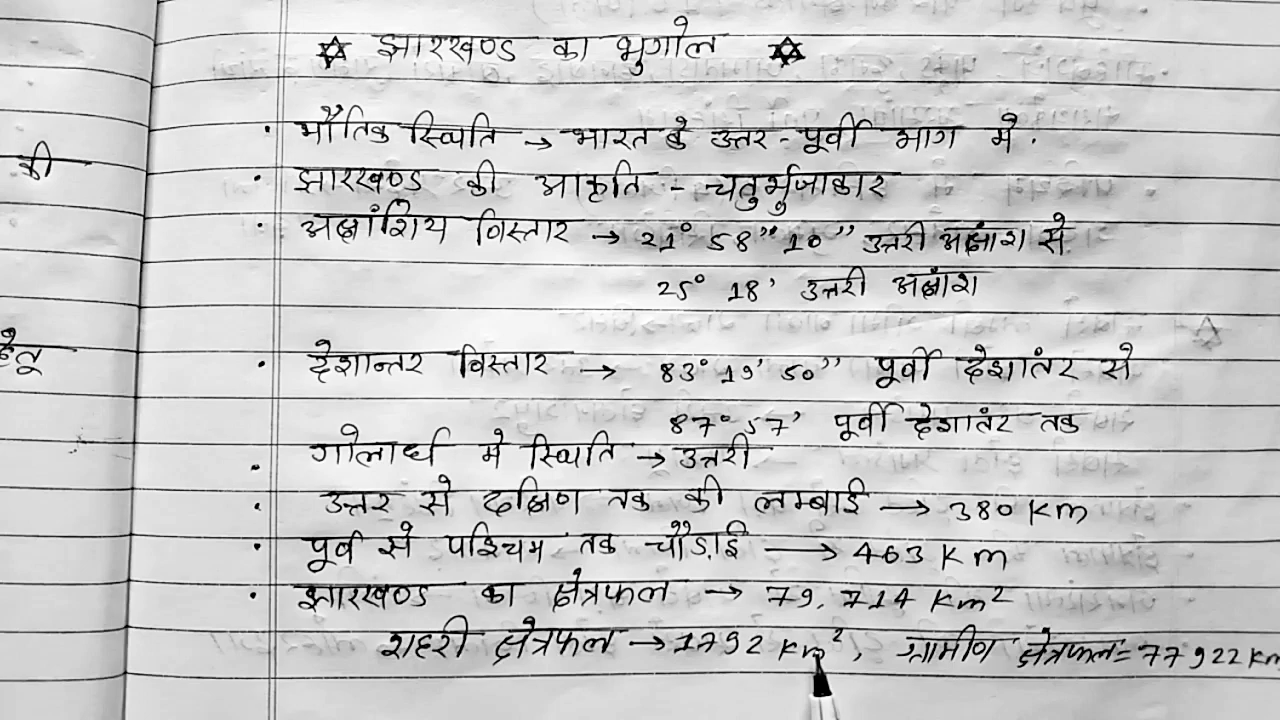 झारखण्ड का भुगोल
भौतिक स्थिति → भारत के उत्तर-पूर्वी भाग मे.
झारखण्ड की आकृति - चतुर्भुजाकार
अक्षांशिय विस्तार → 21° 58" 10" उत्तरी अक्षांश से
25° 18' उत्तरी अक्षांश
देशान्तर विस्तार → 83° 19' 50" पूर्वी देशांतर से
87° 57' पूर्वी देशातंर तक
गोलार्ध मे स्थिति → उत्तरी
उत्तर से दक्षिण तक की लम्बाई → 380 km
पूर्व से पश्चिम तक चौड़ाई → 463 km
झारखण्ड का क्षेत्रफल → 79,714 km²
शहरी क्षेत्रफल → 1792 km², ग्रामीण क्षेत्रफल = 77922 km
की
हेतू